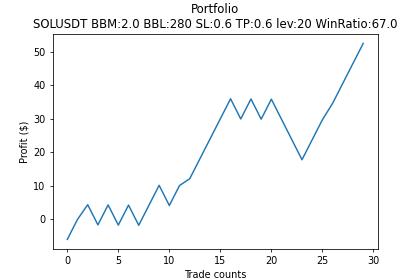 Portfolio
SOLUSDT BBM:2.0 BBL:280 SL:0.6 TP:0.6 lev:20 WinRatio:67.0
50
40
30
20
10
0
Profit ($)
0 5 10 15 20 25 30
Trade counts